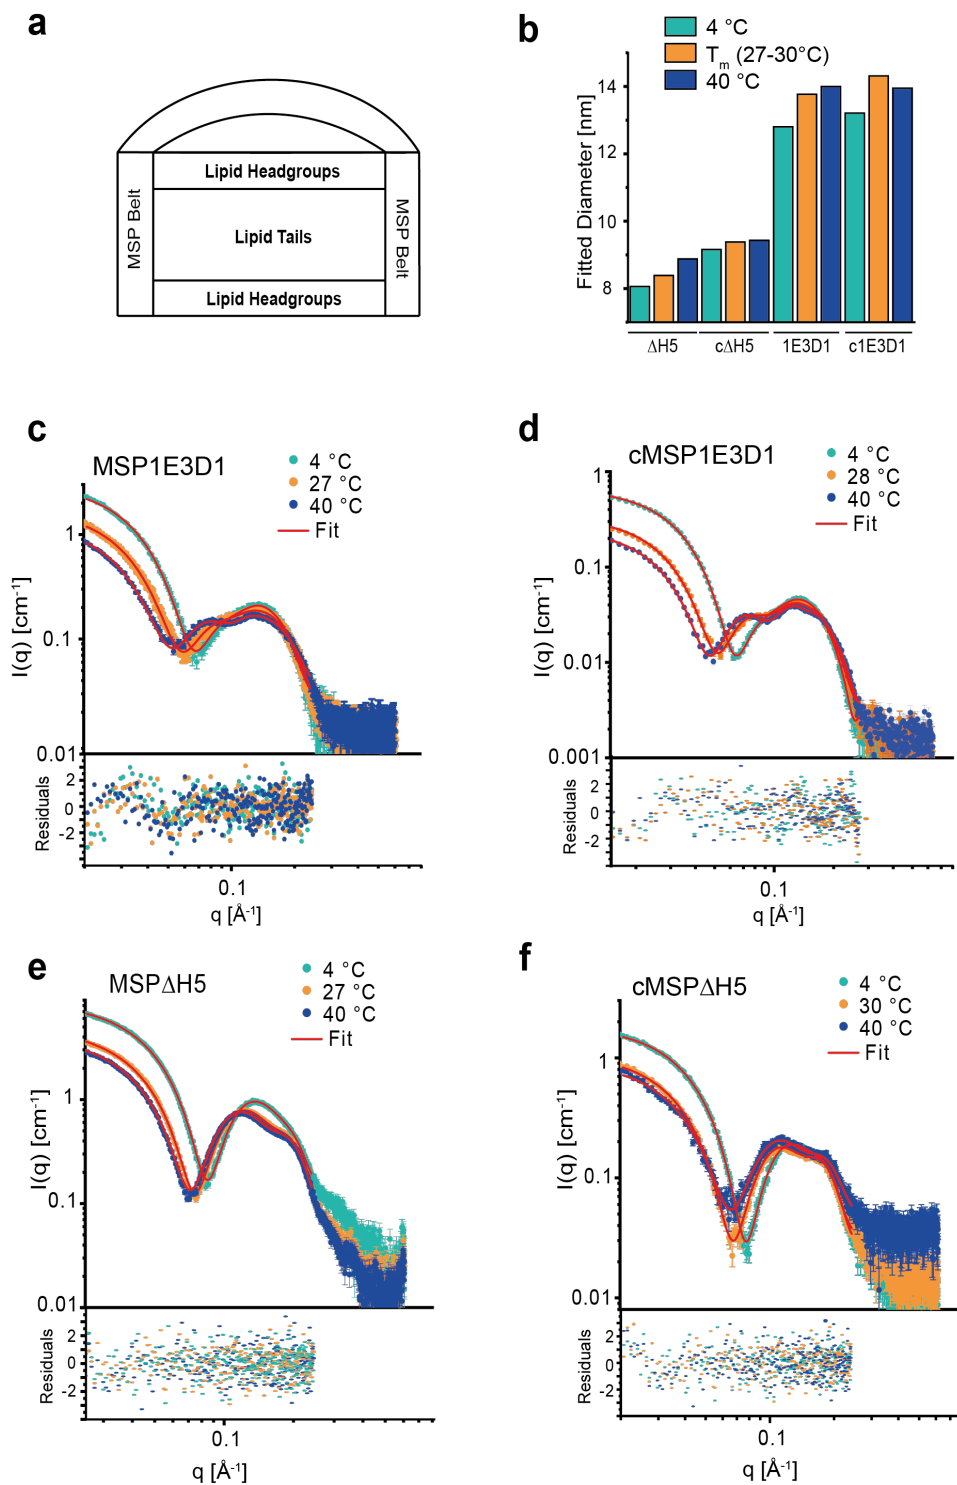 a
Lipid Headgroups
Lipid Tails
Lipid Headgroups
MSP Belt
MSP Belt
b
4 °C
Tm (27-30°C)
40 °C
Fitted Diameter [nm]
14
12
10
8
ΔH5
cΔH5
1E3D1
c1E3D1
c
MSP1E3D1
4 °C
27 °C
40 °C
Fit
I(q) [cm-1]
1
0.1
0.01
Residuals
2
0
-2
0.1
q [Å-1]
d
cMSP1E3D1
4 °C
28 °C
40 °C
Fit
I(q) [cm-1]
1
0.1
0.01
0.001
Residuals
2
0
-2
0.1
q [Å-1]
e
MSPΔH5
4 °C
27 °C
40 °C
Fit
I(q) [cm-1]
1
0.1
0.01
Residuals
2
0
-2
0.1
q [Å-1]
f
cMSPΔH5
4 °C
30 °C
40 °C
Fit
I(q) [cm-1]
1
0.1
0.01
Residuals
2
0
-2
0.1
q [Å-1]